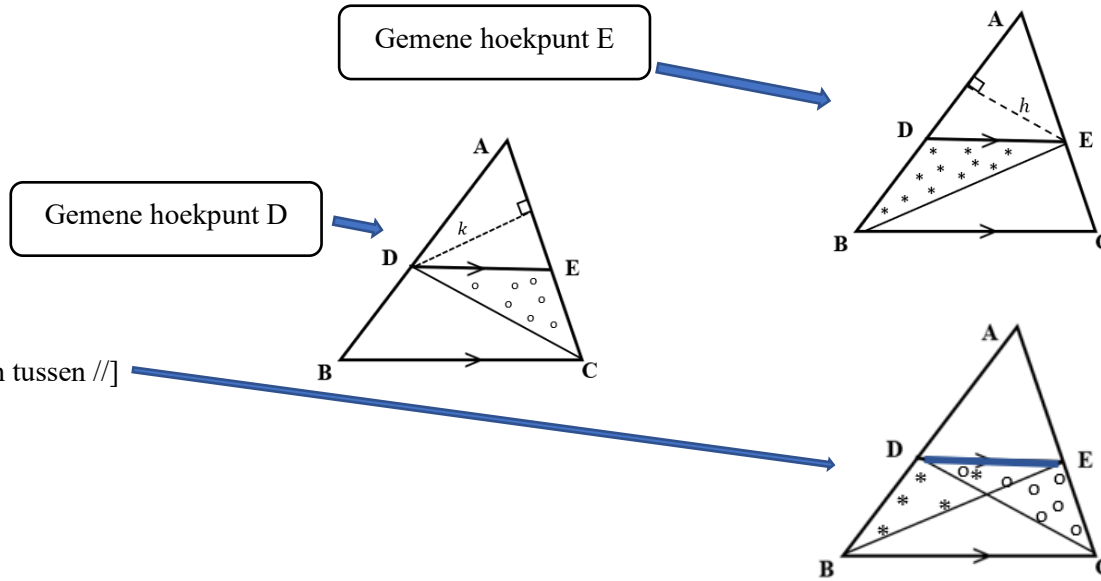 Gemene hoekpunt E
A
h
D
E
B
Gemene hoekpunt D
A
k
D
E
B
C
tussen //]
A
D
E
B